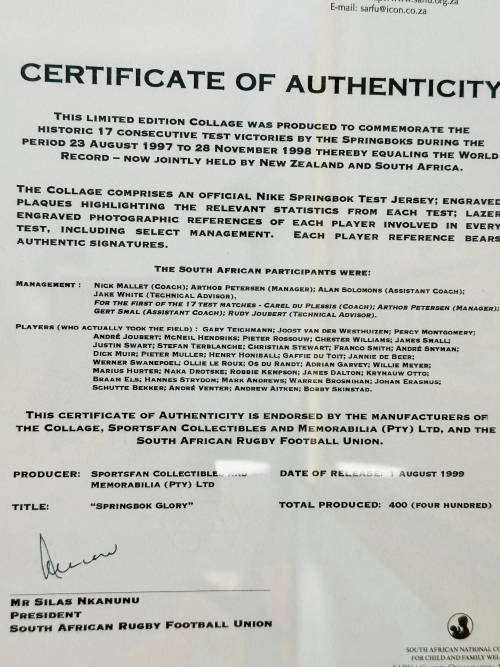 www.sarfu.org.za
E-mail: sarfu@icon.co.za
CERTIFICATE OF AUTHENTICITY
THIS LIMITED EDITION COLLAGE WAS PRODUCED TO COMMEMORATE THE
HISTORIC 17 CONSECUTIVE TEST VICTORIES BY THE SPRINGBOKS DURING THE
PERIOD 23 AUGUST 1997 TO 28 NOVEMBER 1998 THEREBY EQUALING THE WORLD
RECORD – NOW JOINTLY HELD BY NEW ZEALAND AND SOUTH AFRICA.
THE COLLAGE COMPRISES AN OFFICIAL NIKE SPRINGBOK TEST JERSEY; ENGRAVED
PLAQUES HIGHLIGHTING THE RELEVANT STATISTICS FROM EACH TEST; LAZER
ENGRAVED PHOTOGRAPHIC REFERENCES OF EACH PLAYER INVOLVED IN EVERY
TEST, INCLUDING SELECT MANAGEMENT. EACH PLAYER REFERENCE BEARS
AUTHENTIC SIGNATURES.
THE SOUTH AFRICAN PARTICIPANTS WERE:
MANAGEMENT : NICK MALLET (COACH); ARTHOB PETERSEN (MANAGER); ALAN SOLOMONS (ASSISTANT COACH);
JAKE WHITE (TECHNICAL ADVISOR).
FOR THE FIRST OF THE 17 TEST MATCHES - CAREL DU PLESSIS (COACH); ARTHOB PETERSEN (MANAGER);
GERT SMAL (ASSISTANT COACH); RUDY JOUBERT (TECHNICAL ADVISOR).
PLAYERS (WHO ACTUALLY TOOK THE FIELD) : GARY TEICHMANN; JOOST VAN DER WESTHUIZEN; PERCY MONTGOMERY;
ANDRÉ JOUBERT; MCNEIL HENDRIKS; PIETER ROSSOUW; CHESTER WILLIAMS; JAMES SMALL;
JUSTIN SWART; STEFAN TERBLANCHE; CHRISTIAN STEWART; FRANCO SMITH; ANDRÉ SNYMAN;
DICK MUIR; PIETER MULLER; HENRY HONIBALL; GAFFIE DU TOIT; JANNIE DE BEER;
WERNER SWANEPOEL; OLLIE LE ROUX; OS DU RANDT; ADRIAN GARVEY; WILLIE MEYER;
MARIUS HURTER; NAKA DROTSKE; ROBBIE KEMPSON; JAMES DALTON; KRYNAUW OTTO;
BRAAM ELS; HANNES STRYDOM; MARK ANDREWS; WARREN BROSNIHAN; JOHAN ERASMUS;
SCHUTTE BEKKER; ANDRÉ VENTER; ANDREW AITKEN; BOBBY SKINSTAD.
THIS CERTIFICATE OF AUTHENTICITY IS ENDORSED BY THE MANUFACTURERS OF
THE COLLAGE, SPORTSFAN COLLECTIBLES AND MEMORABILIA (PTY) LTD, AND THE
SOUTH AFRICAN RUGBY FOOTBALL UNION.
PRODUCER: SPORTSFAN COLLECTIBLES AND DATE OF RELEASE: 1 AUGUST 1999
MEMORABILIA (PTY) LTD
TITLE: "SPRINGBOK GLORY" TOTAL PRODUCED: 400 (FOUR HUNDRED)
MR SILAS NKANUNU
PRESIDENT
SOUTH AFRICAN RUGBY FOOTBALL UNION
SOUTH AFRICAN NATIONAL CO
FOR CHILD AND FAMILY WEL